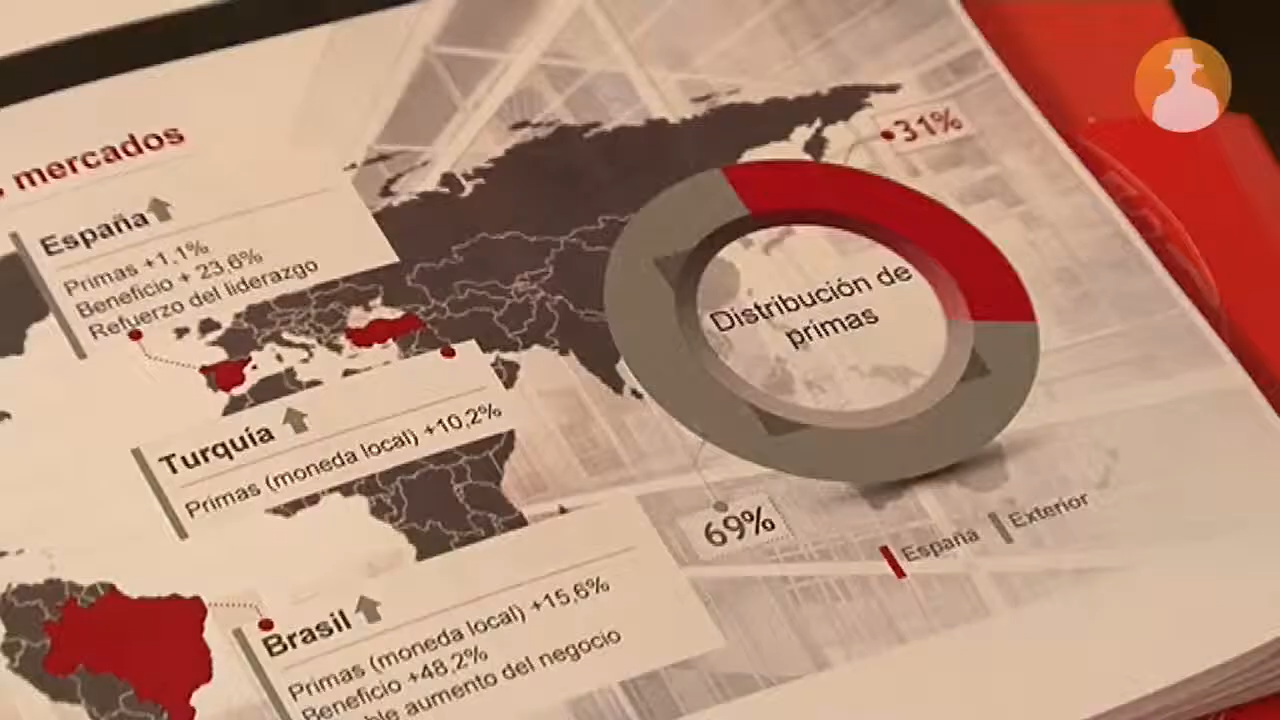 mercados
España
Primas +1,1%
Beneficio + 23,6%
Refuerzo del liderazgo
Turquía
Primas (moneda local) +10,2%
Brasil
Primas (moneda local) +15,6%
Beneficio +48,2%
aumento del negocio
31%
Distribución de
primas
69%
España
Exterior